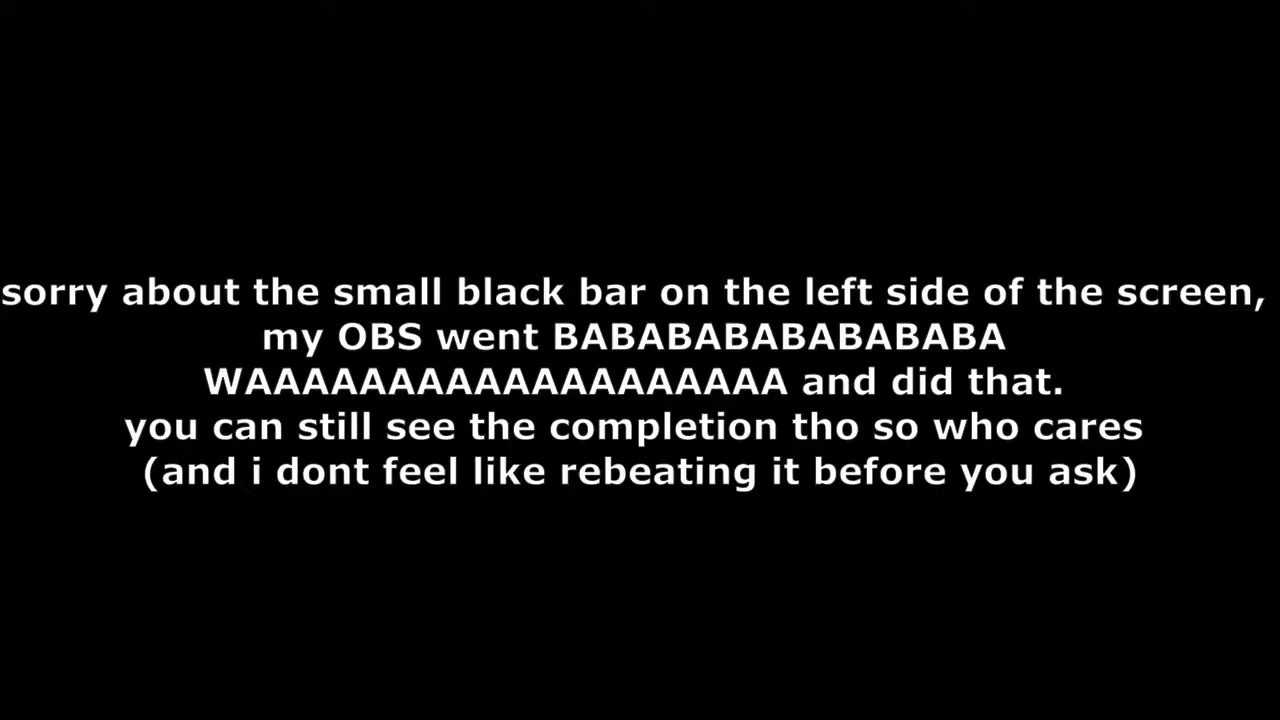 sorry about the small black bar on the left side of the screen,
my OBS went BABABABABABABABA
WAAAAAAAAAAAAAAAAAAA and did that.
you can still see the completion tho so who cares
(and i dont feel like rebeating it before you ask)